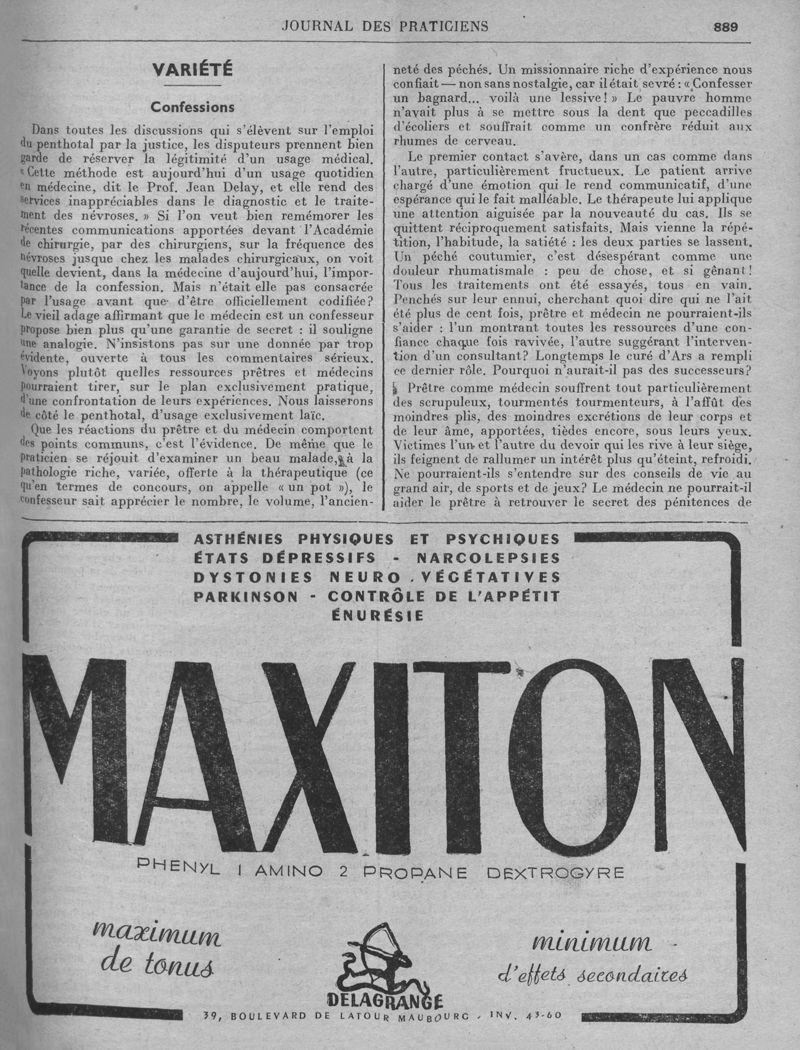 JOURNAL DES PRATICIENS 889
VARIÉTÉ
Confessions
Dans toutes les discussions qui s'élèvent sur l'emploi
du penthotal par la justice, les disputeurs prennent bien
garde de réserver la légitimité d'un usage médical.
« Cette méthode est aujourd'hui d'un usage quotidien
en médecine, dit le Prof. Jean Delay, et elle rend des
services inappréciables dans le diagnostic et le traite-
ment des névroses. » Si l'on veut bien remémorer les
récentes communications apportées devant l'Académie
de chirurgie, par des chirurgiens, sur la fréquence des
névroses jusque chez les malades chirurgicaux, on voit
quelle devient, dans la médecine d'aujourd'hui, l'impor-
tance de la confession. Mais n'était elle pas consacrée
par l'usage avant que d'être officiellement codifiée?
Le vieil adage affirmant que le médecin est un confesseur
propose bien plus qu'une garantie de secret : il souligne
une analogie. N'insistons pas sur une donnée par trop
évidente, ouverte à tous les commentaires sérieux.
Voyons plutôt quelles ressources prêtres et médecins
pourraient tirer, sur le plan exclusivement pratique,
d'une confrontation de leurs expériences. Nous laisserons
de côté le penthotal, d'usage exclusivement laïc.
Que les réactions du prêtre et du médecin comportent
des points communs, c'est l'évidence. De même que le
praticien se réjouit d'examiner un beau malade, à la
pathologie riche, variée, offerte à la thérapeutique (ce
qu'en termes de concours, on appelle « un pot »), le
confesseur sait apprécier le nombre, le volume, l'ancien-
neté des péchés. Un missionnaire riche d'expérience nous
confiait — non sans nostalgie, car il était sevré : « Confesser
un bagnard... voilà une lessive! » Le pauvre homme
n'avait plus à se mettre sous la dent que peccadilles
d'écoliers et souffrait comme un confrère réduit aux
rhumes de cerveau.
Le premier contact s'avère, dans un cas comme dans
l'autre, particulièrement fructueux. Le patient arrive
chargé d'une émotion qui le rend communicatif, d'une
espérance qui le fait malléable. Le thérapeute lui applique
une attention aiguisée par la nouveauté du cas. Ils se
quittent réciproquement satisfaits. Mais vienne la répé-
tition, l'habitude, la satiété : les deux parties se lassent.
Un péché coutumier, c'est désespérant comme une
douleur rhumatismale : peu de chose, et si gênant!
Tous les traitements ont été essayés, tous en vain.
Penchés sur leur ennui, cherchant quoi dire qui ne l'ait
été plus de cent fois, prêtre et médecin ne pourraient-ils
s'aider : l'un montrant toutes les ressources d'une con-
fiance chaque fois ravivée, l'autre suggérant l'interven-
tion d'un consultant? Longtemps le curé d'Ars a rempli
ce dernier rôle. Pourquoi n'aurait-il pas des successeurs?
Prêtre comme médecin souffrent tout particulièrement
des scrupuleux, tourmentés tourmenteurs, à l'affût des
moindres plis, des moindres excrétions de leur corps et
de leur âme, apportées, tièdes encore, sous leurs yeux.
Victimes l'un et l'autre du devoir qui les rive à leur siège,
ils feignent de rallumer un intérêt plus qu'éteint, refroidi.
Ne pourraient-ils s'entendre sur des conseils de vie au
grand air, de sports et de jeux? Le médecin ne pourrait-il
aider le prêtre à retrouver le secret des pénitences de
ASTHÉNIES PHYSIQUES ET PSYCHIQUES
ÉTATS DÉPRESSIFS - NARCOLEPSIES
DYSTONIES NEURO-VÉGÉTATIVES
PARKINSON - CONTRÔLE DE L'APPÉTIT
ÉNURÉSIE
MAXITON
PHENYL 1 AMINO 2 PROPANE DEXTROGYRE
maximum
de tonus
minimum
d'effets secondaires
DELAGRANGE
39, BOULEVARD DE LATOUR MAUBOURG - INV. 45-60